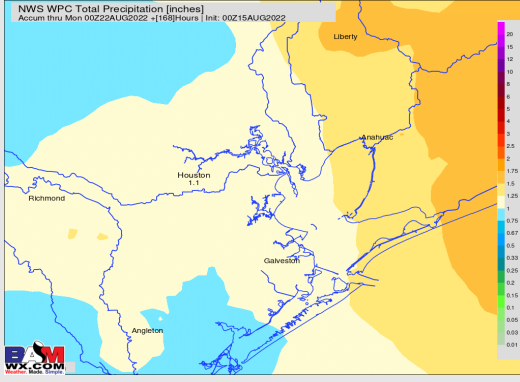 NWS WPC Total Precipitation [inches]
Accum thru Mon 00Z22AUG2022 +[168]Hours | Init: 00Z15AUG2022
Liberty
Anahuac
Houston
1.1
Richmond
Galveston
Angleton
20
15
12
10
8
6
5
4
3
2.5
2
1.75
1.5
1.25
1
0.75
0.67
0.5
0.33
0.25
0.2
0.15
0.1
0.05
0.03
0.01
BAM
WX.COM
Weather. Made. Simple.